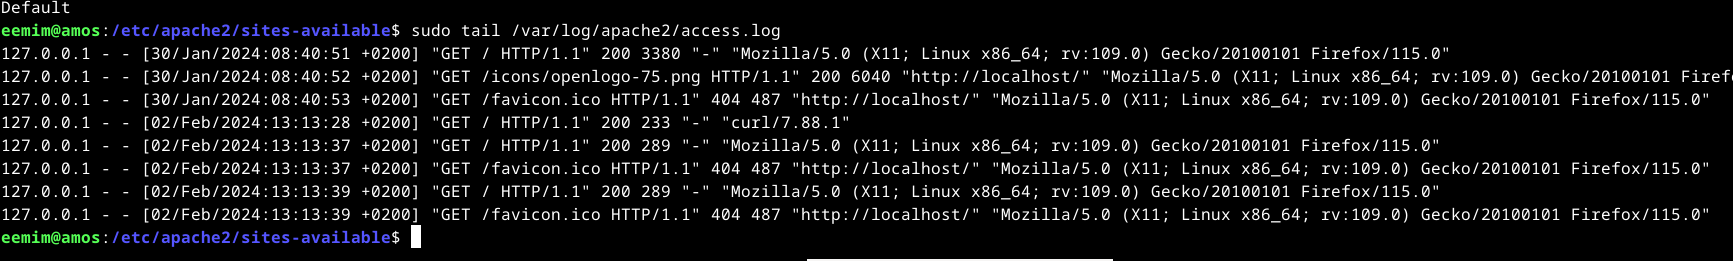 Default
eemim@amos:/etc/apache2/sites-available$ sudo tail /var/log/apache2/access.log
127.0.0.1 - - [30/Jan/2024:08:40:51 +0200] "GET / HTTP/1.1" 200 3380 "-" "Mozilla/5.0 (X11; Linux x86_64; rv:109.0) Gecko/20100101 Firefox/115.0"
127.0.0.1 - - [30/Jan/2024:08:40:52 +0200] "GET /icons/openlogo-75.png HTTP/1.1" 200 6040 "http://localhost/" "Mozilla/5.0 (X11; Linux x86_64; rv:109.0) Gecko/20100101 Firef
127.0.0.1 - - [30/Jan/2024:08:40:53 +0200] "GET /favicon.ico HTTP/1.1" 404 487 "http://localhost/" "Mozilla/5.0 (X11; Linux x86_64; rv:109.0) Gecko/20100101 Firefox/115.0"
127.0.0.1 - - [02/Feb/2024:13:13:28 +0200] "GET / HTTP/1.1" 200 233 "-" "curl/7.88.1"
127.0.0.1 - - [02/Feb/2024:13:13:37 +0200] "GET / HTTP/1.1" 200 289 "-" "Mozilla/5.0 (X11; Linux x86_64; rv:109.0) Gecko/20100101 Firefox/115.0"
127.0.0.1 - - [02/Feb/2024:13:13:37 +0200] "GET /favicon.ico HTTP/1.1" 404 487 "http://localhost/" "Mozilla/5.0 (X11; Linux x86_64; rv:109.0) Gecko/20100101 Firefox/115.0"
127.0.0.1 - - [02/Feb/2024:13:13:39 +0200] "GET / HTTP/1.1" 200 289 "-" "Mozilla/5.0 (X11; Linux x86_64; rv:109.0) Gecko/20100101 Firefox/115.0"
127.0.0.1 - - [02/Feb/2024:13:13:39 +0200] "GET /favicon.ico HTTP/1.1" 404 487 "http://localhost/" "Mozilla/5.0 (X11; Linux x86_64; rv:109.0) Gecko/20100101 Firefox/115.0"
eemim@amos:/etc/apache2/sites-available$